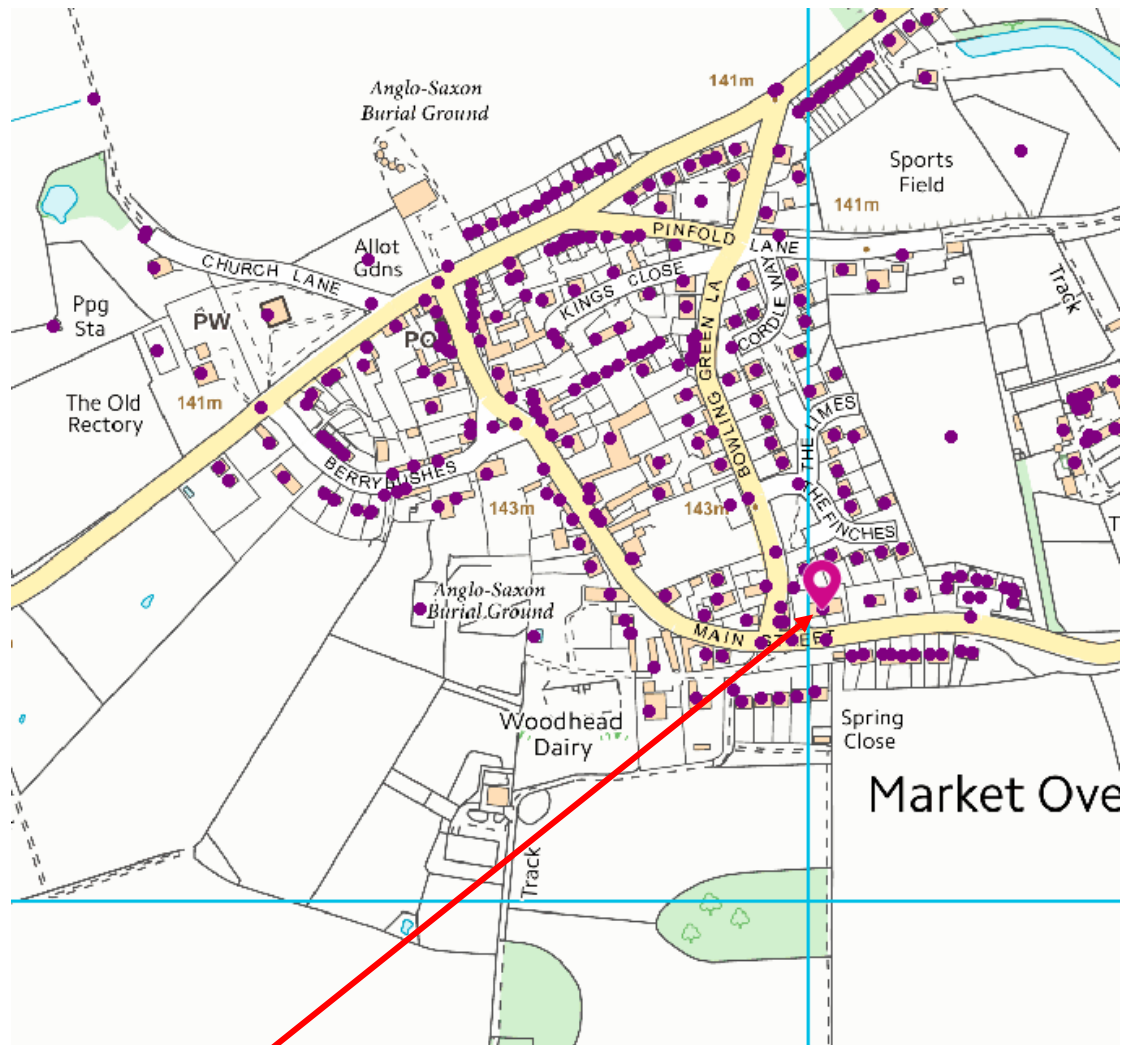 141m
Anglo-Saxon
Burial Ground
Sports
Field
141m
PINFOLD LANE
Allot
Gdns
CHURCH LANE
KINGS CLOSE
CORDLE WAY
Track
Ppg
Sta
PW
PO
BOWLING GREEN LA
141m
The Old
Rectory
THE LIMES
BERRYBUSHES
143m
143m
THE FINCHES
T
Anglo-Saxon
Burial Ground
MAIN STREET
Woodhead
Dairy
Spring
Close
Market Ove
Track